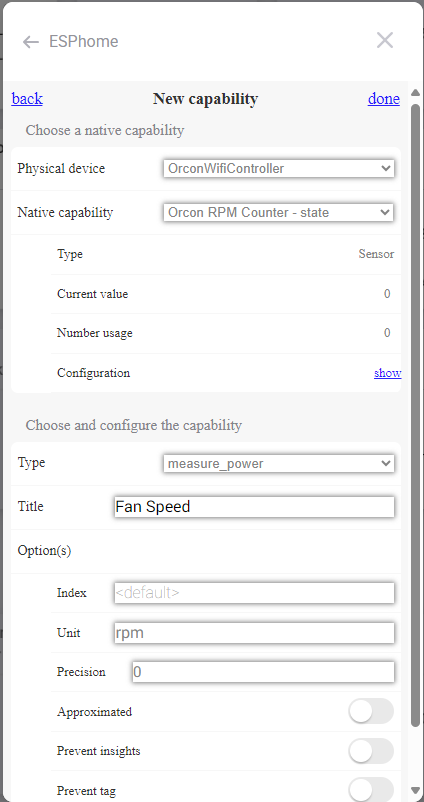 ESPhome
back New capability done
Choose a native capability
Physical device OrconWifiController
Native capability Orcon RPM Counter - state
Type Sensor
Current value 0
Number usage 0
Configuration show
Choose and configure the capability
Type measure_power
Title Fan Speed
Option(s)
Index <default>
Unit rpm
Precision 0
Approximated
Prevent insights
Prevent tag